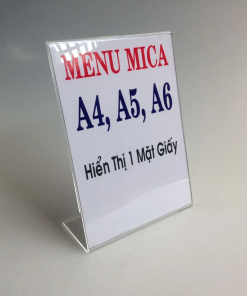 MENU MICA
A4, A5, A6
Hiển Thị 1 Mặt Giấy